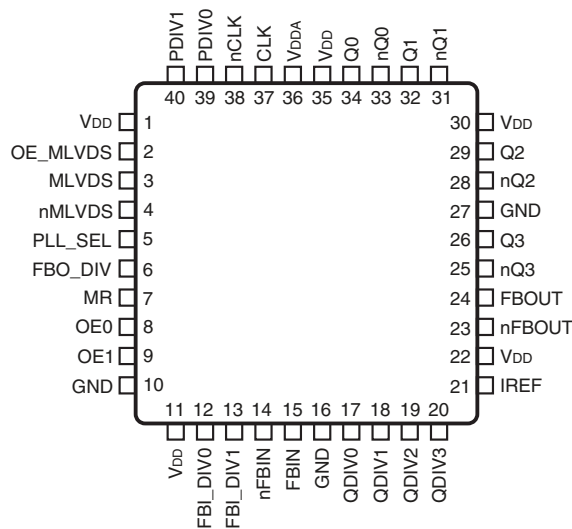 PDIV1
PDIV0
nCLK
CLK
VDDA
VDD
Q0
nQ0
Q1
nQ1
40 39 38 37 36 35 34 33 32 31
VDD 1
OE_MLVDS 2
MLVDS 3
nMLVDS 4
PLL_SEL 5
FBO_DIV 6
MR 7
OE0 8
OE1 9
GND 10
30 VDD
29 Q2
28 nQ2
27 GND
26 Q3
25 nQ3
24 FBOUT
23 nFBOUT
22 VDD
21 IREF
11 12 13 14 15 16 17 18 19 20
VDD
FBI_DIV0
FBI_DIV1
nFBIN
FBIN
GND
QDIV0
QDIV1
QDIV2
QDIV3